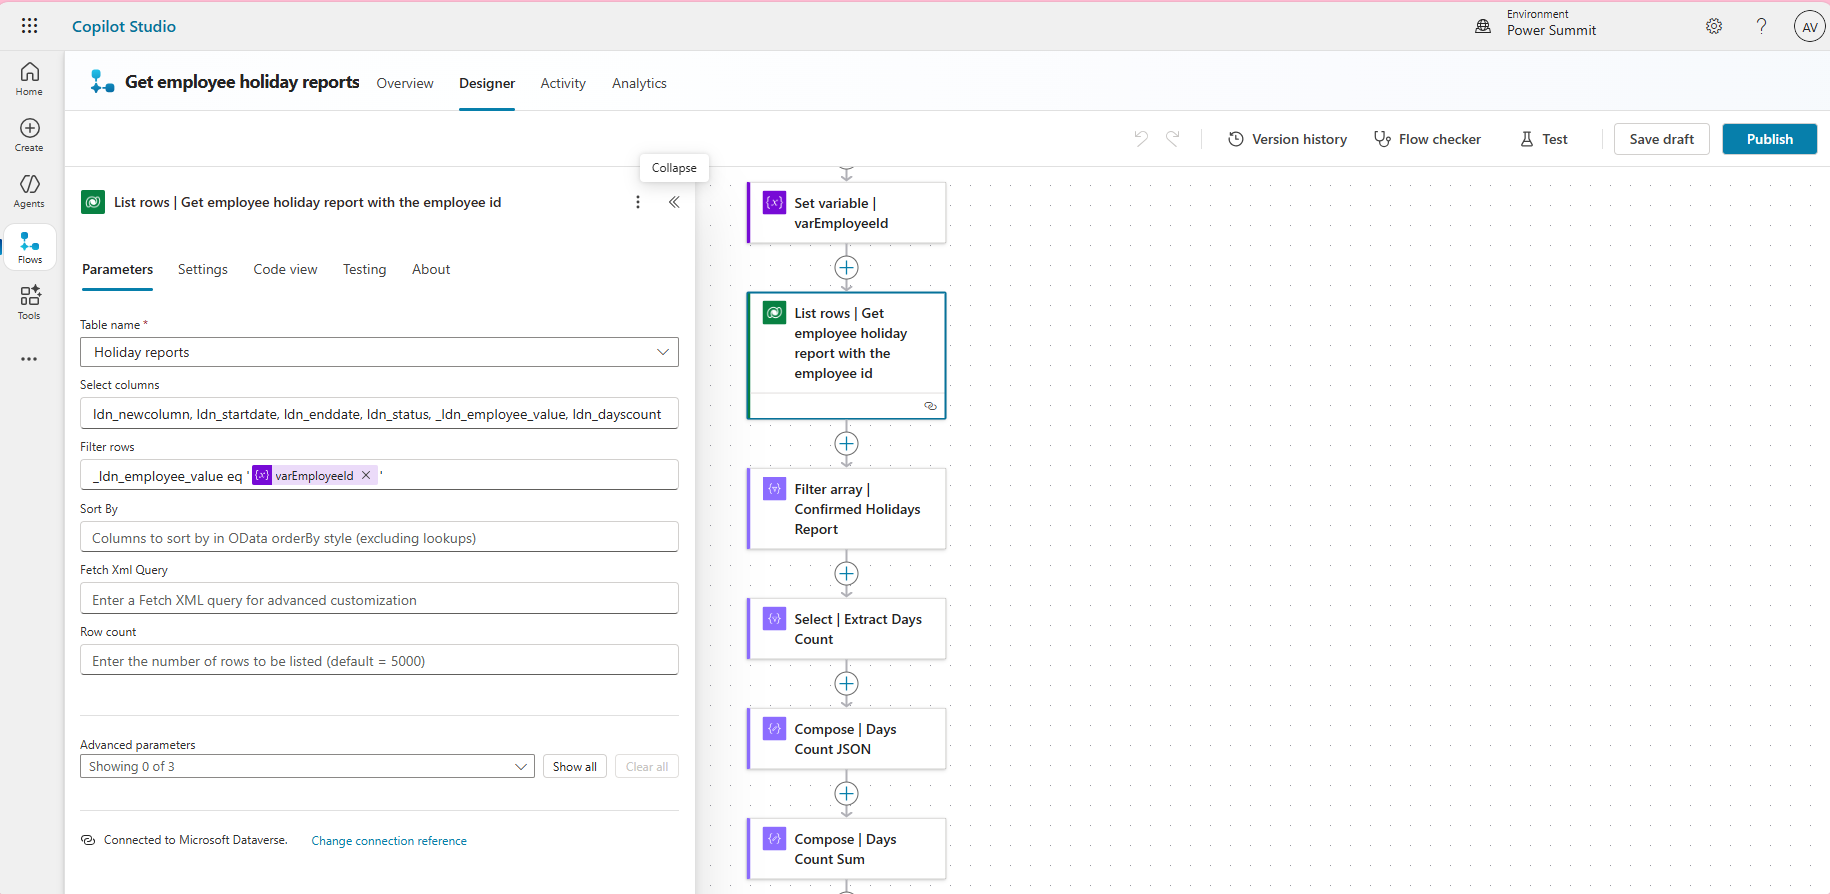 Copilot Studio
Environment
Power Summit
AV
Home
Create
Agents
Flows
Tools
Get employee holiday reports
Overview
Designer
Activity
Analytics
Version history
Flow checker
Test
Save draft
Publish
Collapse
List rows | Get employee holiday report with the employee id
Parameters
Settings
Code view
Testing
About
Table name *
Holiday reports
Select columns
ldn_newcolumn, ldn_startdate, ldn_enddate, ldn_status, _ldn_employee_value, ldn_dayscount
Filter rows
_ldn_employee_value eq ' {x} varEmployeeId × '
Sort By
Columns to sort by in OData orderBy style (excluding lookups)
Fetch Xml Query
Enter a Fetch XML query for advanced customization
Row count
Enter the number of rows to be listed (default = 5000)
Advanced parameters
Showing 0 of 3
Show all
Clear all
Connected to Microsoft Dataverse.
Change connection reference
Set variable |
varEmployeeId
List rows | Get
employee holiday
report with the
employee id
Filter array |
Confirmed Holidays
Report
Select | Extract Days
Count
Compose | Days
Count JSON
Compose | Days
Count Sum